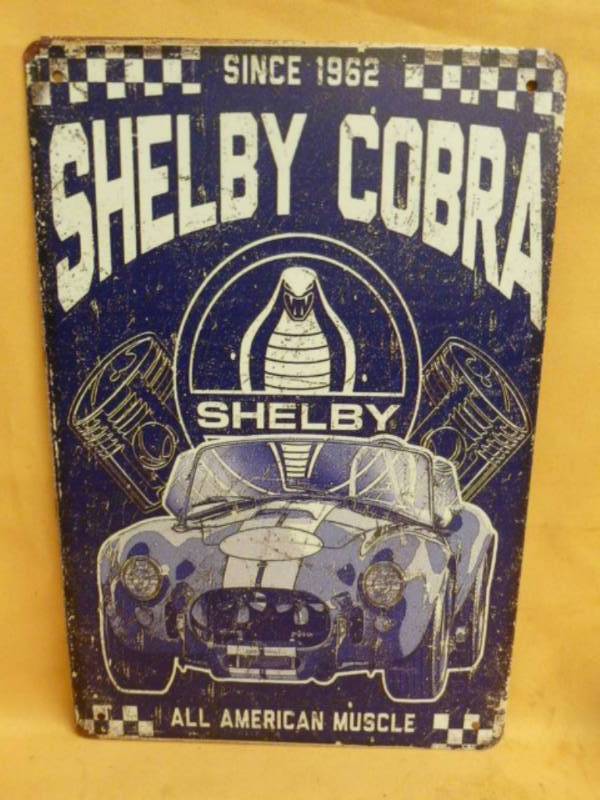 SINCE 1962
SHELBY COBRA
SHELBY
ALL AMERICAN MUSCLE